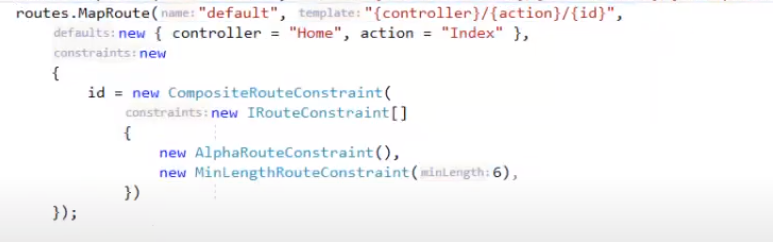 routes.MapRoute(name: "default", template: "{controller}/{action}/{id}",
defaults: new { controller = "Home", action = "Index" },
constraints: new
{
id = new CompositeRouteConstraint(
constraints: new IRouteConstraint[]
{
new AlphaRouteConstraint(),
new MinLengthRouteConstraint(minLength: 6),
})
});